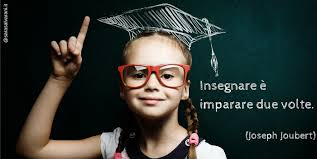 Insegnare è
imparare due volte.
(Joseph Joubert)